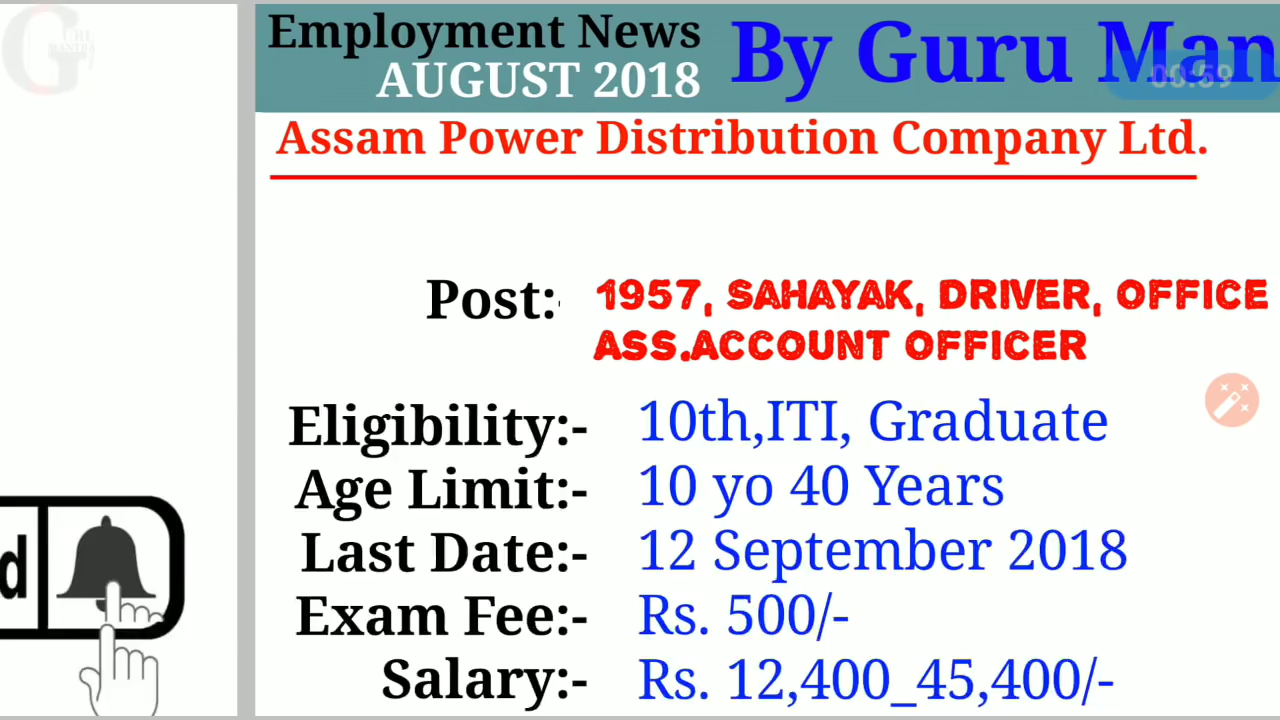 Employment News
AUGUST 2018
By Guru Man
00:59
Assam Power Distribution Company Ltd.
Post:-
1957, SAHAYAK, DRIVER, OFFICE
ASS.ACCOUNT OFFICER
Eligibility:- 10th,ITI, Graduate
Age Limit:- 10 yo 40 Years
Last Date:- 12 September 2018
Exam Fee:- Rs. 500/-
Salary:- Rs. 12,400_45,400/-
d